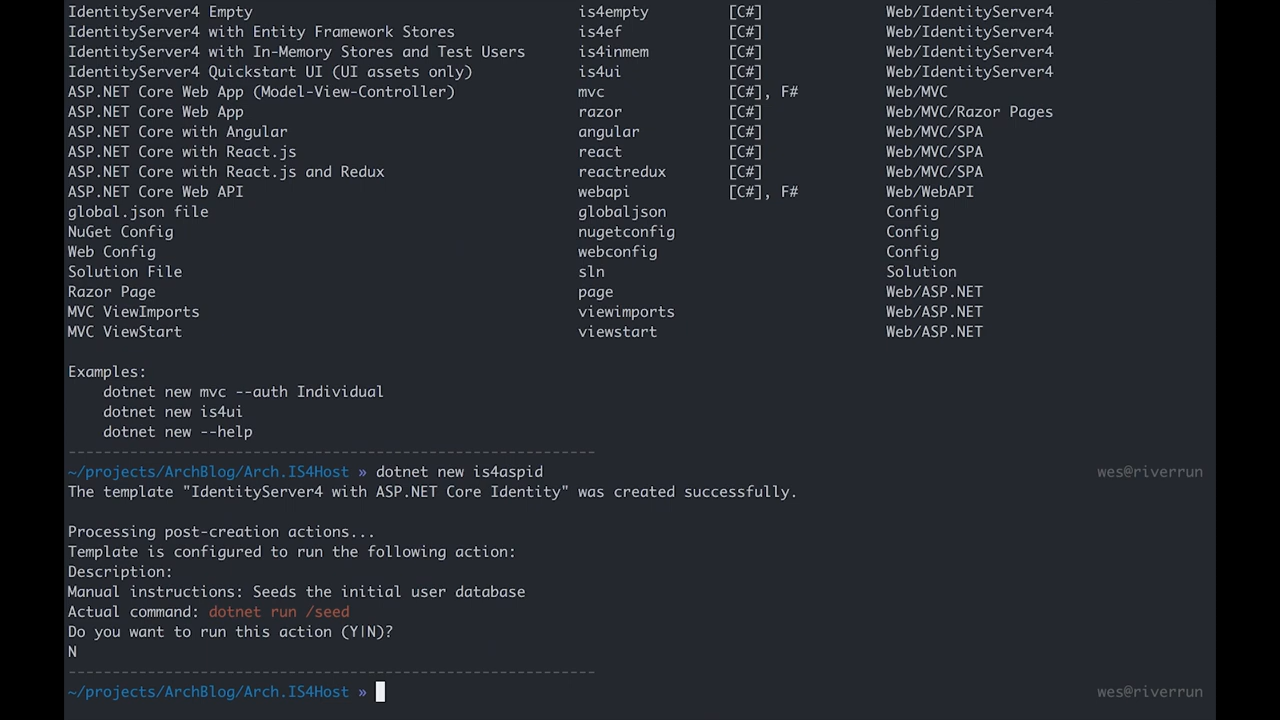 IdentityServer4 Empty is4empty [C#] Web/IdentityServer4
IdentityServer4 with Entity Framework Stores is4ef [C#] Web/IdentityServer4
IdentityServer4 with In-Memory Stores and Test Users is4inmem [C#] Web/IdentityServer4
IdentityServer4 Quickstart UI (UI assets only) is4ui [C#] Web/IdentityServer4
ASP.NET Core Web App (Model-View-Controller) mvc [C#], F# Web/MVC
ASP.NET Core Web App razor [C#] Web/MVC/Razor Pages
ASP.NET Core with Angular angular [C#] Web/MVC/SPA
ASP.NET Core with React.js react [C#] Web/MVC/SPA
ASP.NET Core with React.js and Redux reactredux [C#] Web/MVC/SPA
ASP.NET Core Web API webapi [C#], F# Web/WebAPI
global.json file globaljson Config
NuGet Config nugetconfig Config
Web Config webconfig Config
Solution File sln Solution
Razor Page page Web/ASP.NET
MVC ViewImports viewimports Web/ASP.NET
MVC ViewStart viewstart Web/ASP.NET
Examples:
dotnet new mvc --auth Individual
dotnet new is4ui
dotnet new --help
------------------------------------------------------------
~/projects/ArchBlog/Arch.IS4Host » dotnet new is4aspid wes@riverrun
The template "IdentityServer4 with ASP.NET Core Identity" was created successfully.
Processing post-creation actions...
Template is configured to run the following action:
Description:
Manual instructions: Seeds the initial user database
Actual command: dotnet run /seed
Do you want to run this action (Y|N)?
N
------------------------------------------------------------
~/projects/ArchBlog/Arch.IS4Host » wes@riverrun